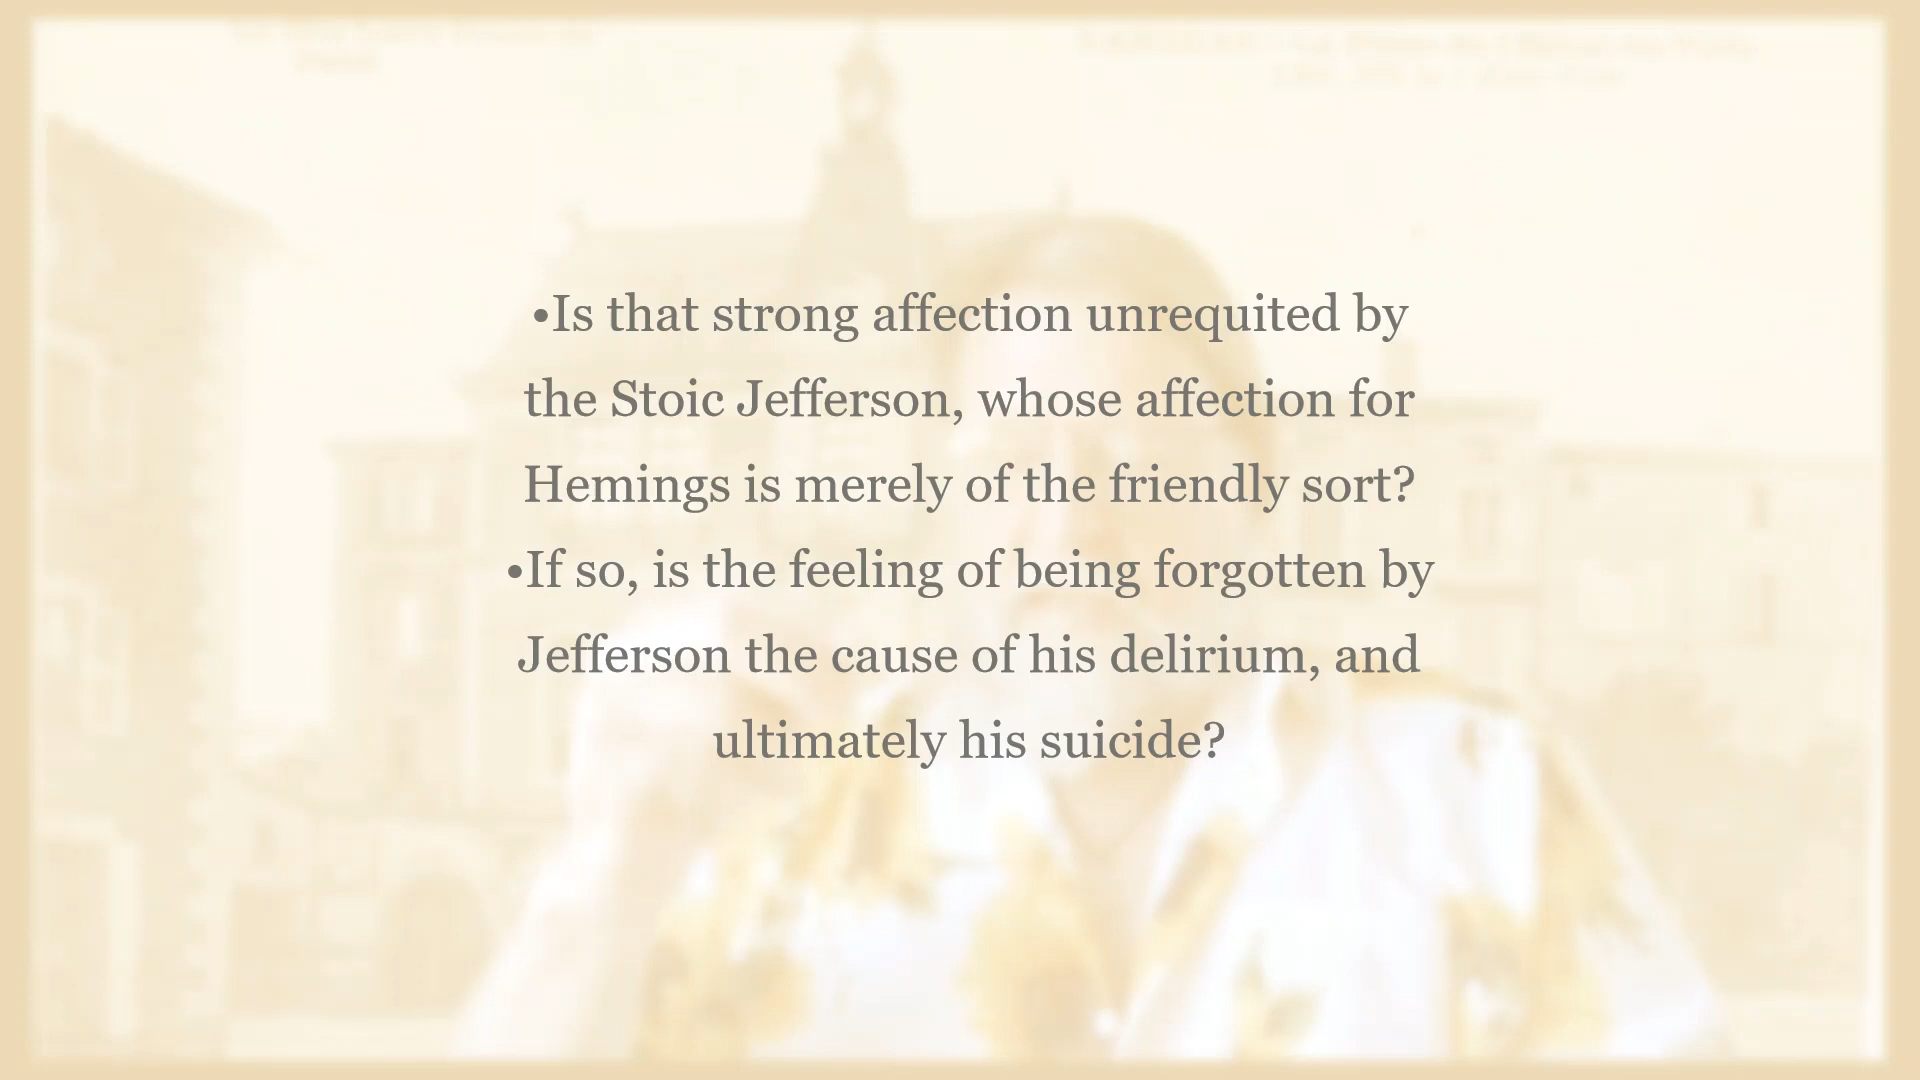 •Is that strong affection unrequited by
the Stoic Jefferson, whose affection for
Hemings is merely of the friendly sort?
•If so, is the feeling of being forgotten by
Jefferson the cause of his delirium, and
ultimately his suicide?